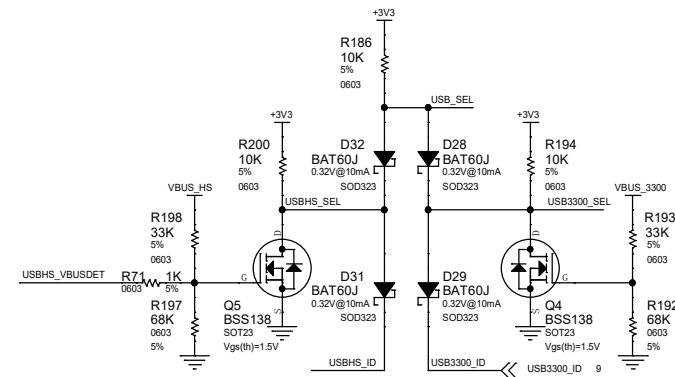 +3V3
R186
10K
5%
0603
USB_SEL
+3V3
+3V3
R200
10K
5%
0603
D32
BAT60J
0.32V@10mA
SOD323
D28
BAT60J
0.32V@10mA
SOD323
R194
10K
5%
0603
VBUS_HS
USBHS_SEL
USB3300_SEL
VBUS_3300
R198
33K
5%
0603
R193
33K
5%
0603
D
D
USBHS_VBUSDET
R71
1K
0603
5%
G
G
S
S
R197
68K
0603
5%
Q5
BSS138
SOT23
Vgs(th)=1.5V
D31
BAT60J
0.32V@10mA
SOD323
D29
BAT60J
0.32V@10mA
SOD323
Q4
BSS138
SOT23
Vgs(th)=1.5V
R192
68K
0603
5%
USBHS_ID
USB3300_ID
USB3300_ID 9